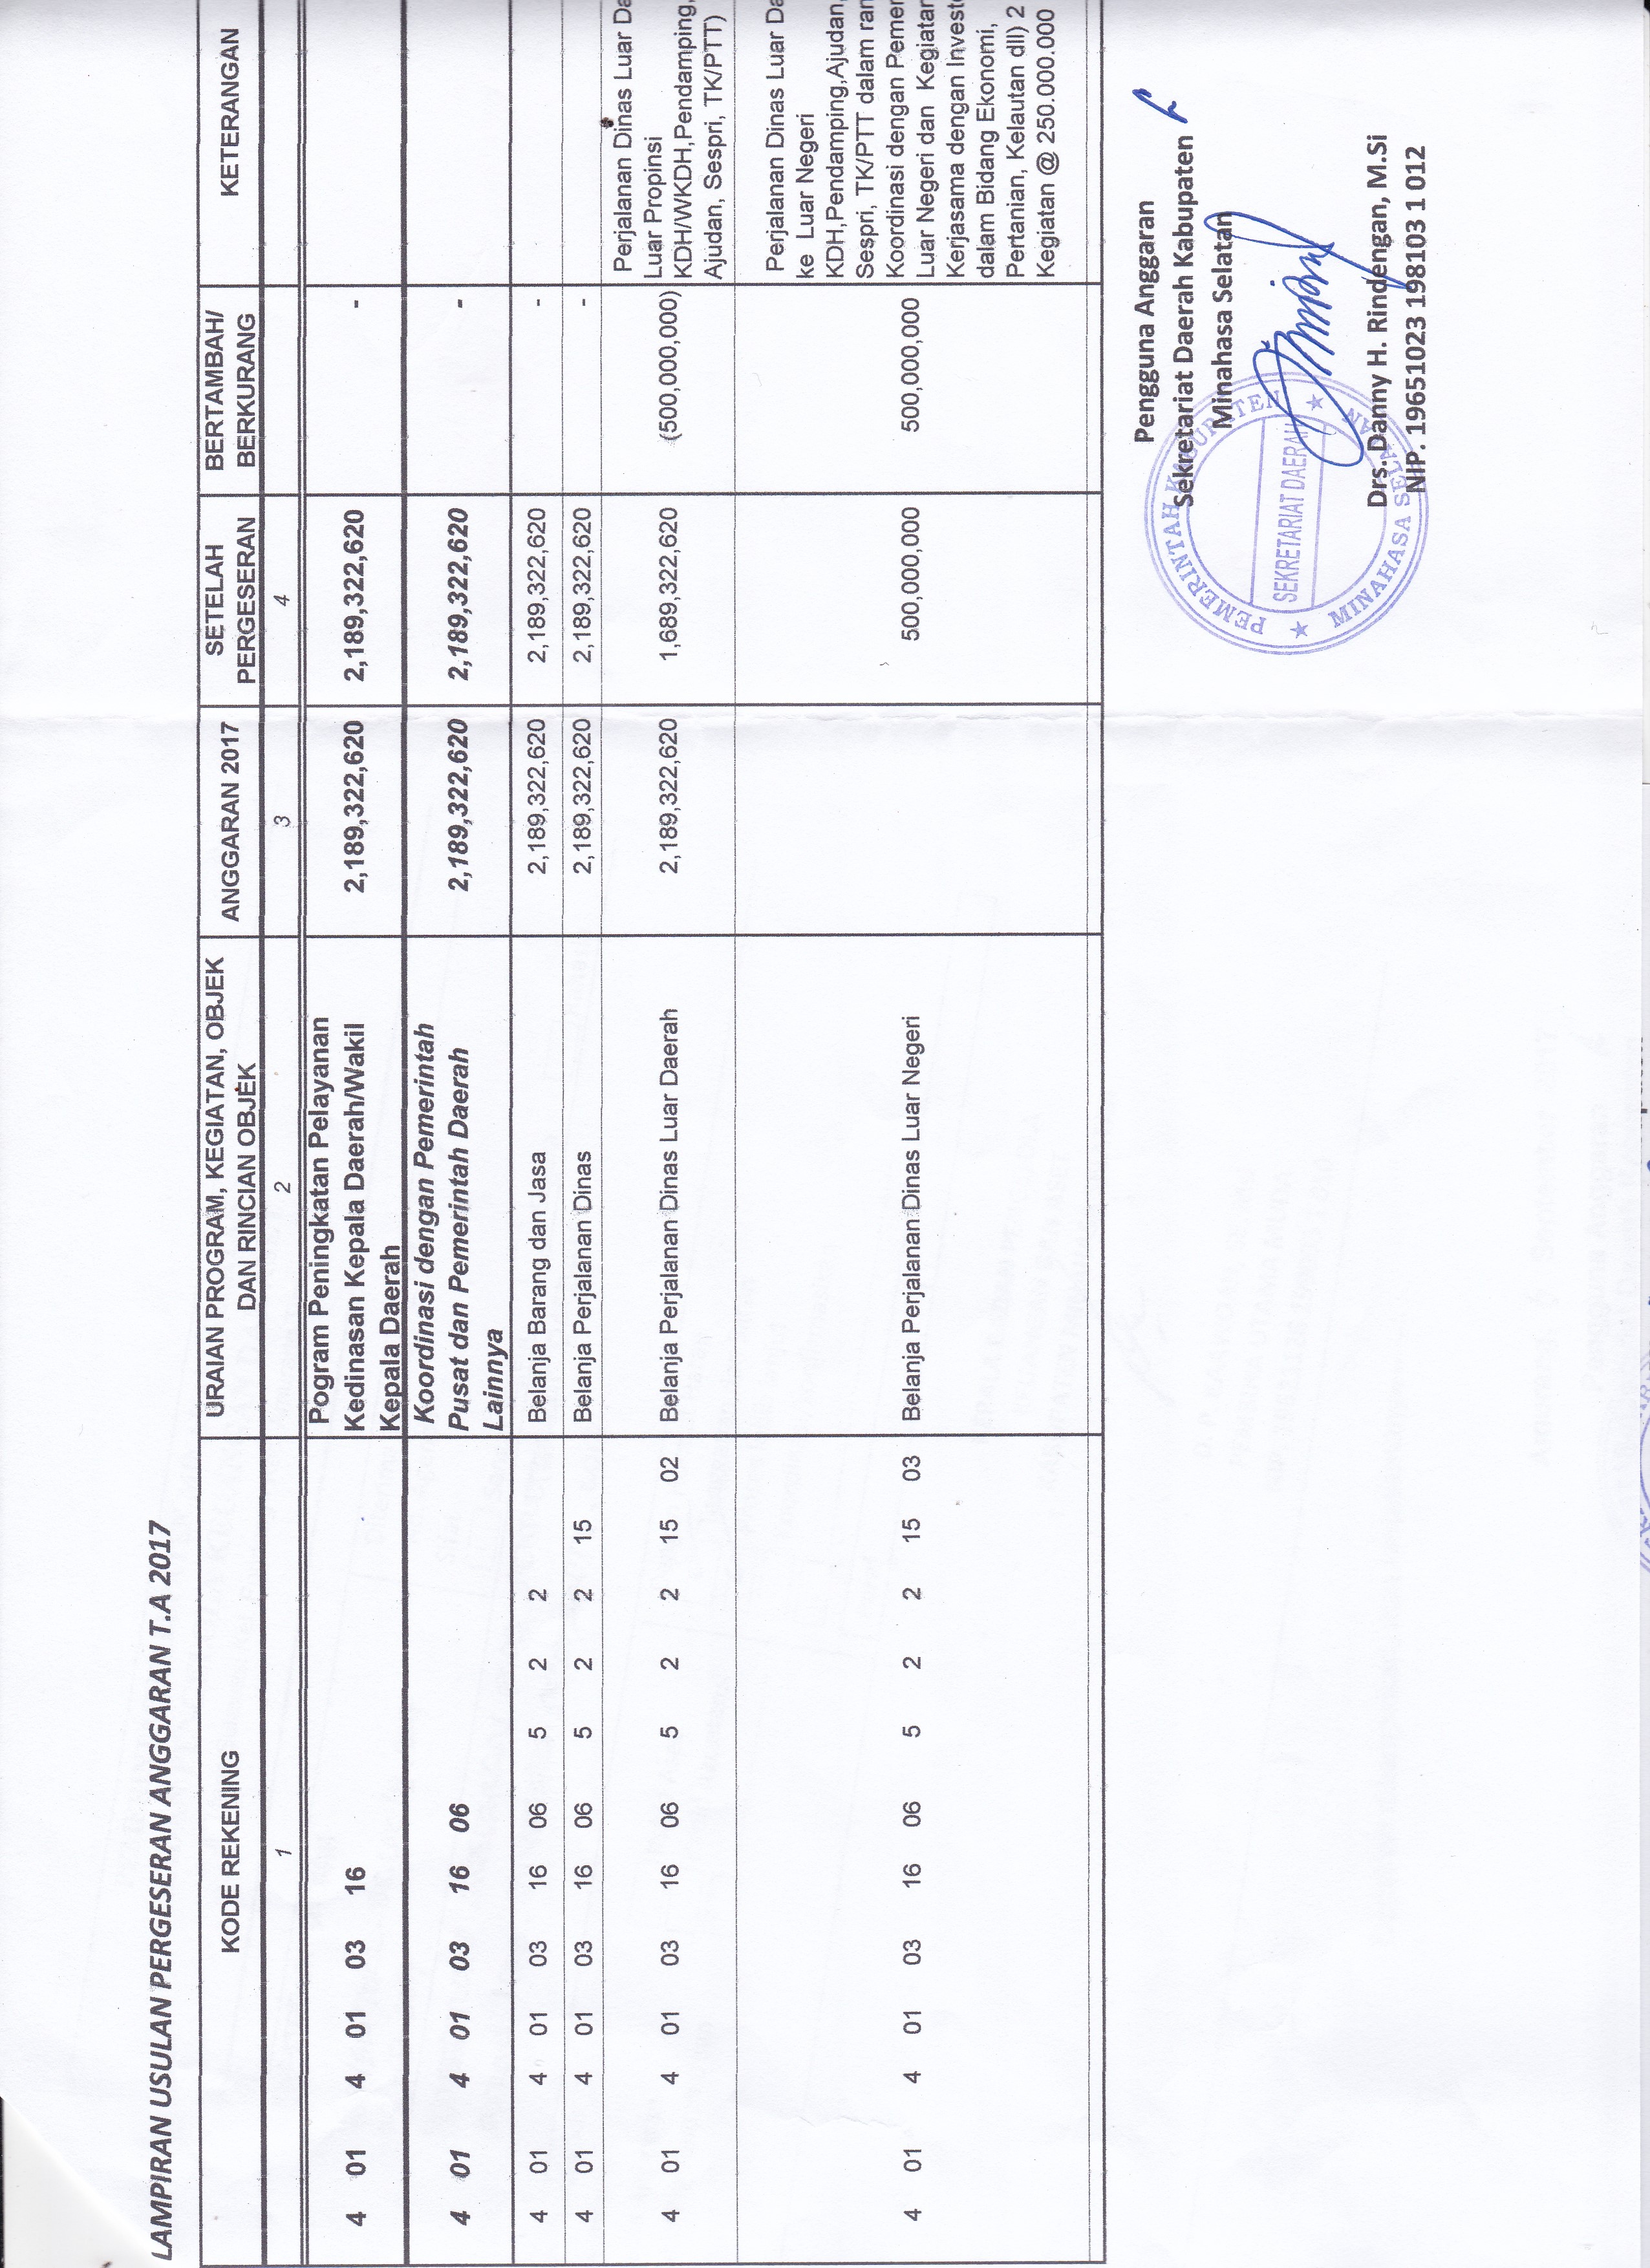 LAMPIRAN USULAN PERGESERAN ANGGARAN T.A 2017
KODE REKENING
URAIAN PROGRAM, KEGIATAN, OBJEK
DAN RINCIAN OBJEK
ANGGARAN 2017
SETELAH
PERGESERAN
BERTAMBAH/
BERKURANG
KETERANGAN
1 2 3 4
4 01 4 01 03 16
Pogram Peningkatan Pelayanan
Kedinasan Kepala Daerah/Wakil
Kepala Daerah
2,189,322,620 2,189,322,620 -
4 01 4 01 03 16 06
Koordinasi dengan Pemerintah
Pusat dan Pemerintah Daerah
Lainnya
2,189,322,620 2,189,322,620 -
4 01 4 01 03 16 06 5 2 2 Belanja Barang dan Jasa 2,189,322,620 2,189,322,620 -
4 01 4 01 03 16 06 5 2 2 15 Belanja Perjalanan Dinas 2,189,322,620 2,189,322,620 -
4 01 4 01 03 16 06 5 2 2 15 02 Belanja Perjalanan Dinas Luar Daerah 2,189,322,620 1,689,322,620 (500,000,000)
Perjalanan Dinas Luar Da
Luar Propinsi
KDH/WKDH,Pendamping,
Ajudan, Sespri, TK/PTT)
4 01 4 01 03 16 06 5 2 2 15 03 Belanja Perjalanan Dinas Luar Negeri 500,000,000 500,000,000
Perjalanan Dinas Luar Da
ke Luar Negeri
KDH,Pendamping,Ajudan,
Sespri, TK/PTT dalam ran
Koordinasi dengan Pemer
Luar Negeri dan Kegiatan
Kerjasama dengan Invest
dalam Bidang Ekonomi,
Pertanian, Kelautan dll) 2
Kegiatan @ 250.000.000
Pengguna Anggaran
Sekretariat Daerah Kabupaten
Minahasa Selatan
PEMERINTAH KABUPATEN
SEKRETARIAT DAERAH
MINAHASA SELATAN
Drs. Danny H. Rindengan, M.Si
NIP. 19651023 198103 1 012